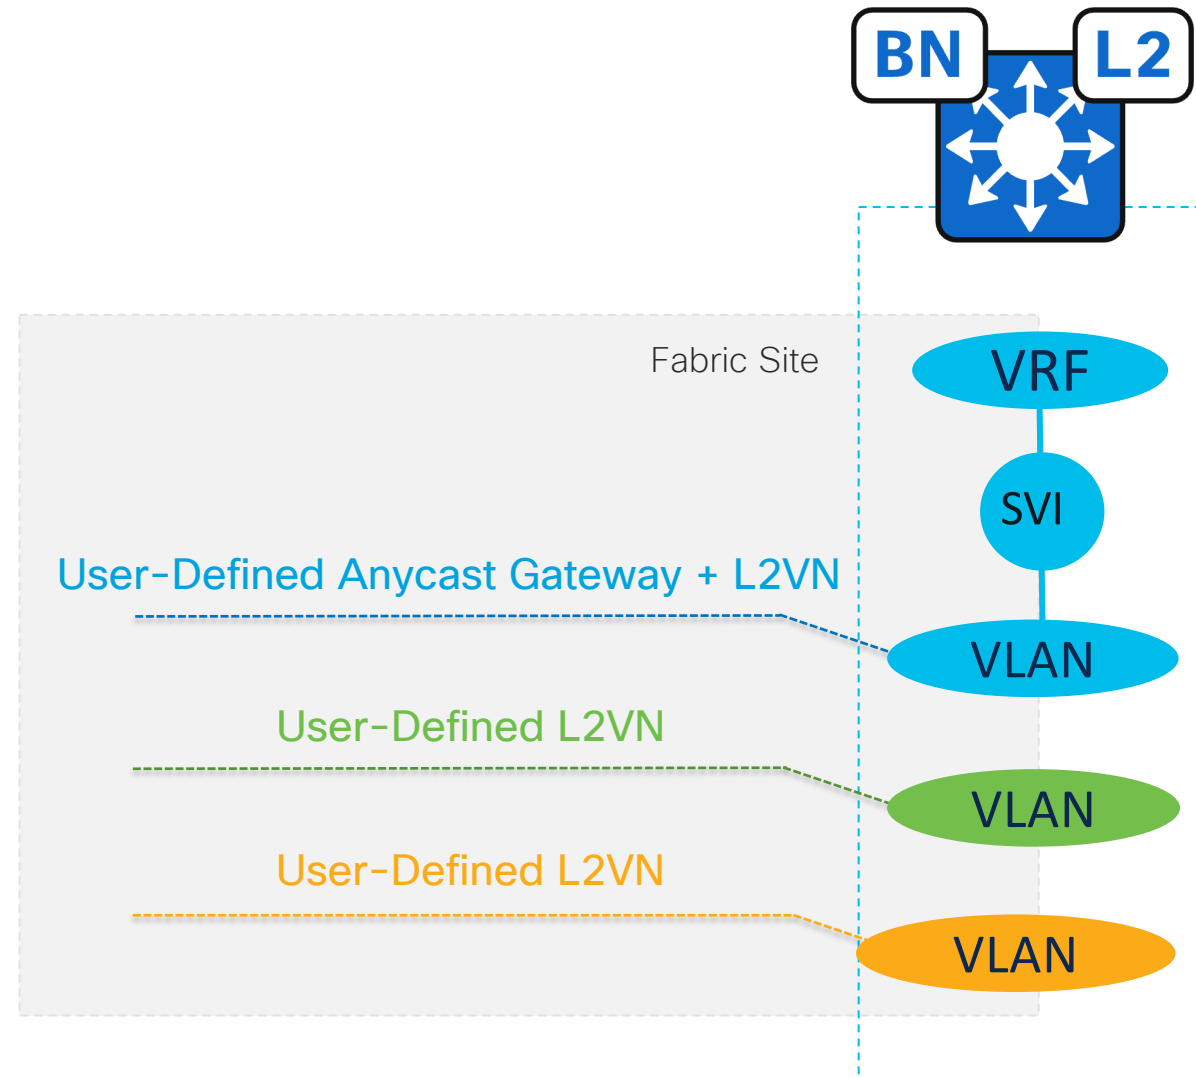 BN
L2
Fabric Site
VRF
SVI
User-Defined Anycast Gateway + L2VN
VLAN
User-Defined L2VN
VLAN
User-Defined L2VN
VLAN